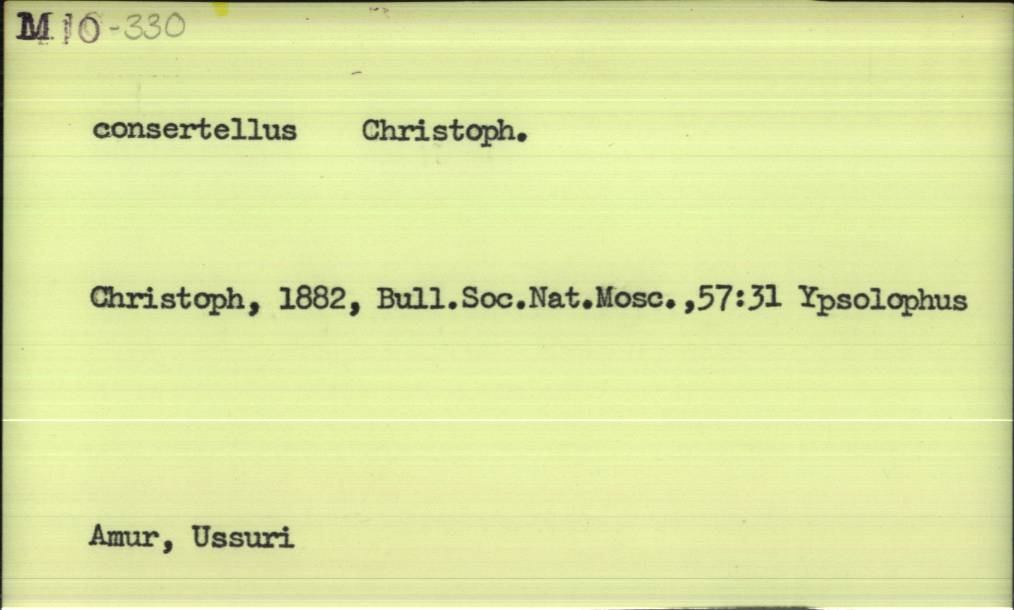 M 10-330
consertellus Christoph.
Christoph, 1882, Bull.Soc.Nat.Mosc.,57:31 Ypsolophus
Amur, Ussuri